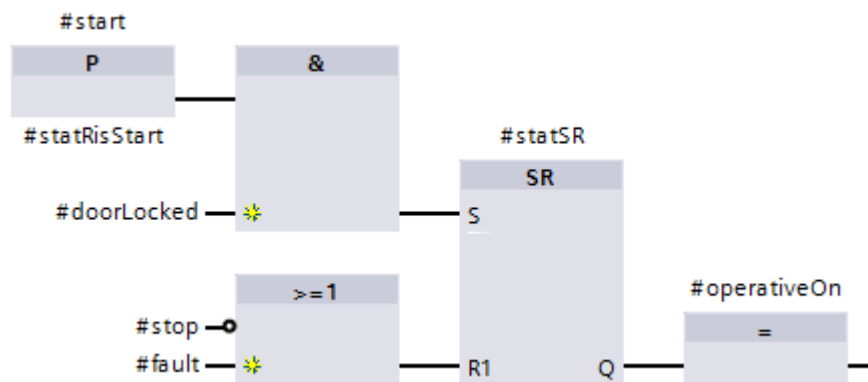 #start
P
&
#statRisStart
#statSR
SR
#doorLocked
S
>=1
#operativeOn
=
#stop
#fault
R1
Q